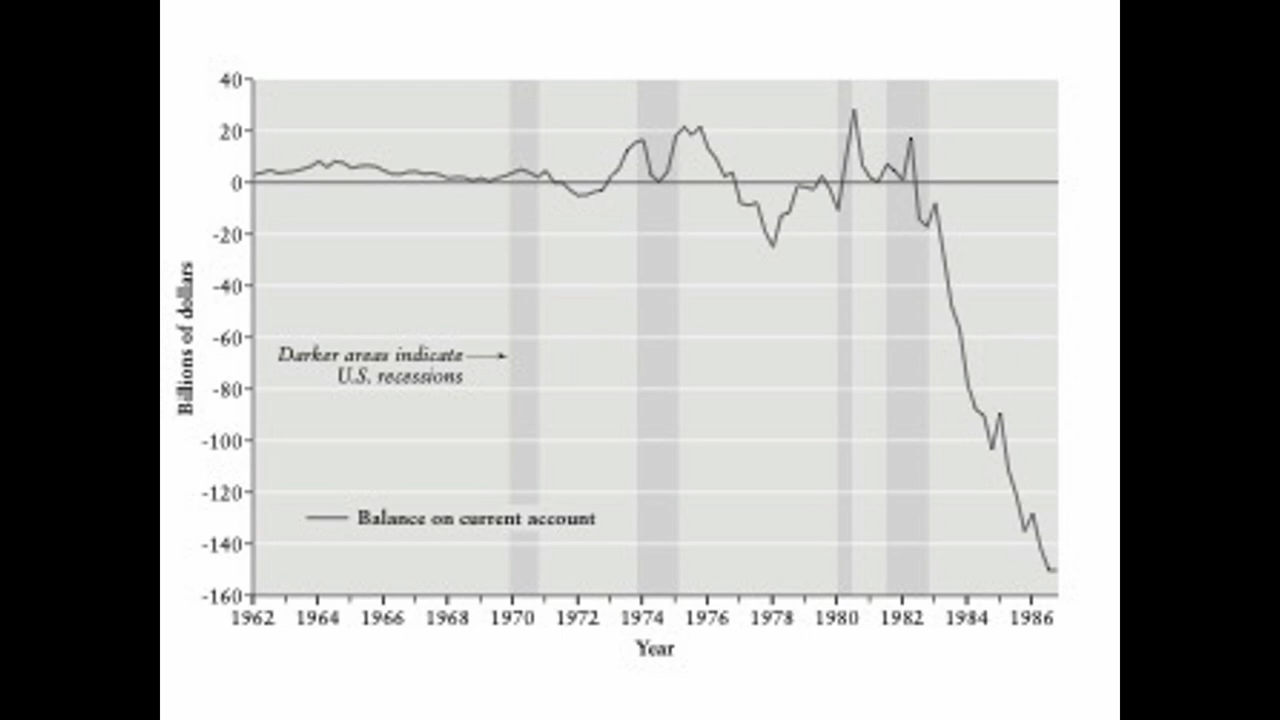 40
20
0
-20
-40
-60
-80
-100
-120
-140
-160
Billions of dollars
Darker areas indicate
U.S. recessions
Balance on current account
1962 1964 1966 1968 1970 1972 1974 1976 1978 1980 1982 1984 1986
Year